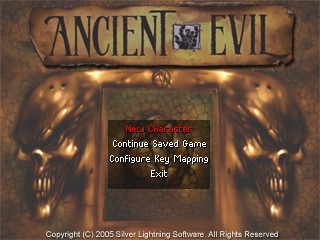 ANCIENT EVIL
New Character
Continue Saved Game
Configure Key Mapping
Exit
Copyright (C) 2005 Silver Lightning Software. All Rights Reserved